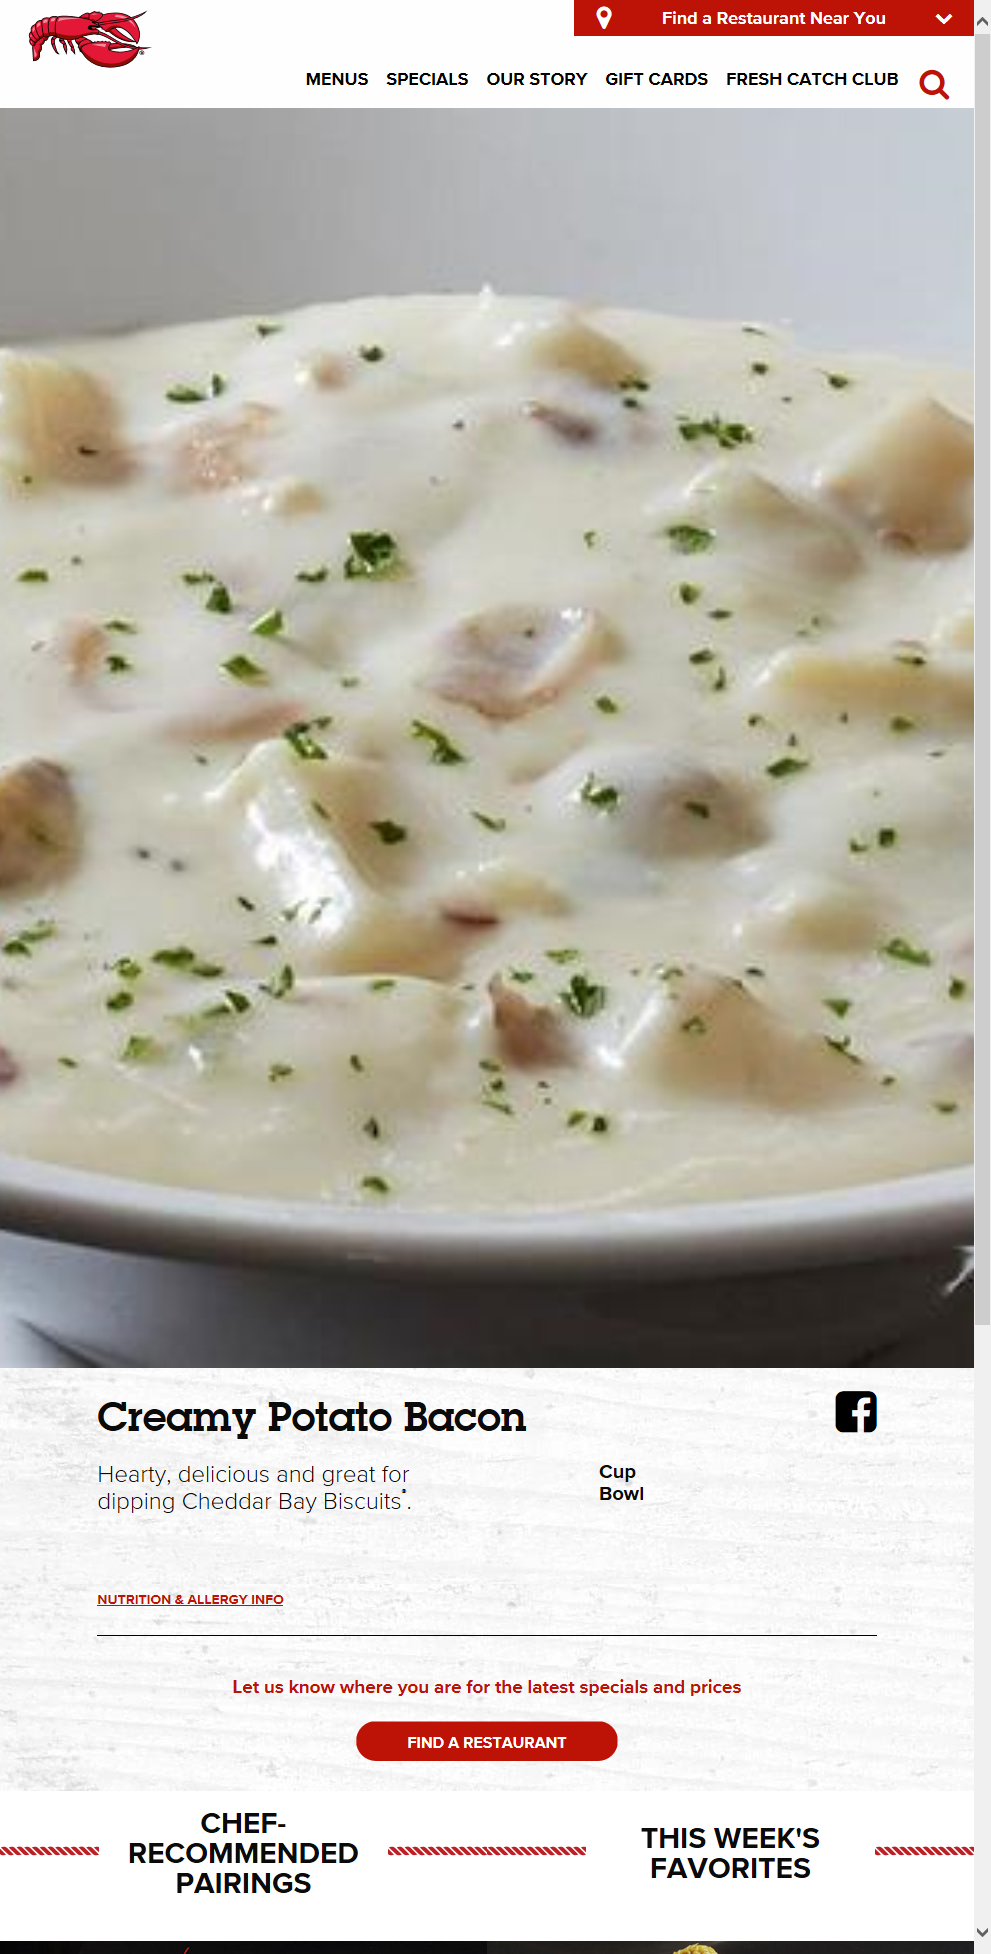 Find a Restaurant Near You
MENUS SPECIALS OUR STORY GIFT CARDS FRESH CATCH CLUB
Creamy Potato Bacon
Hearty, delicious and great for
dipping Cheddar Bay Biscuits®.
Cup
Bowl
NUTRITION & ALLERGY INFO
Let us know where you are for the latest specials and prices
FIND A RESTAURANT
CHEF-
RECOMMENDED
PAIRINGS
THIS WEEK'S
FAVORITES